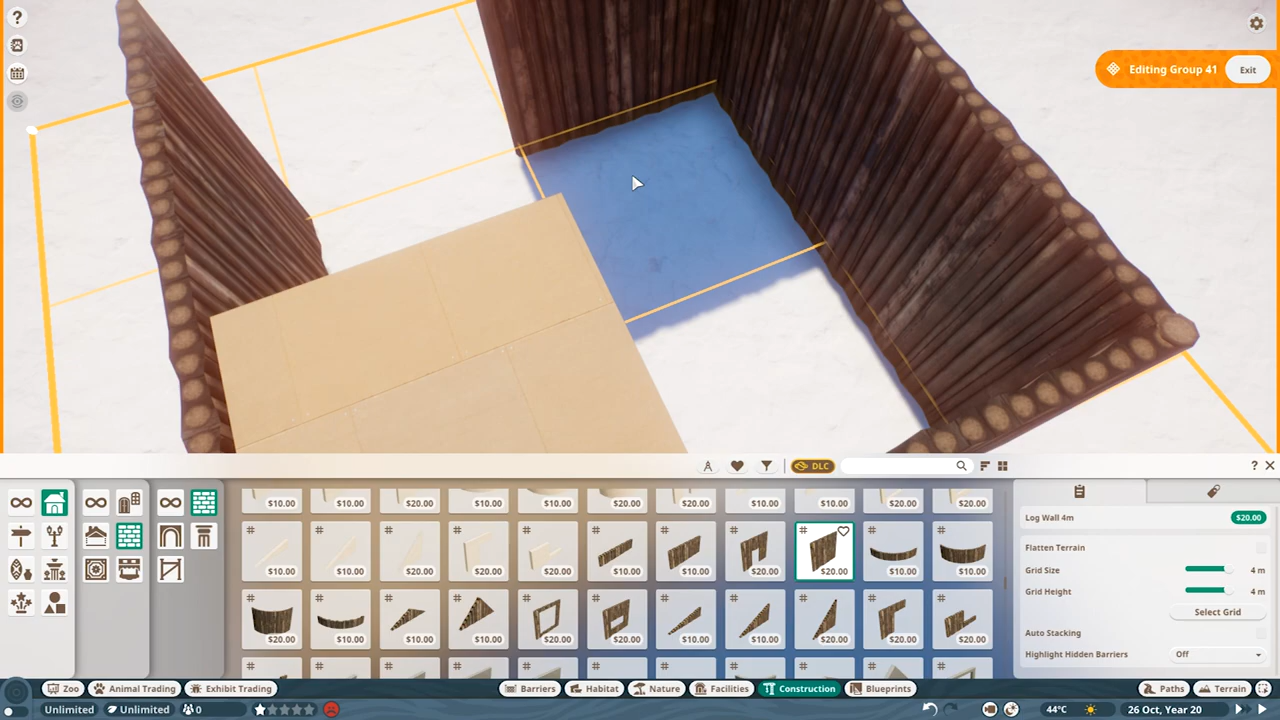 ?
Editing Group 41
Exit
DLC
?
$10.00 $10.00 $20.00 $10.00 $10.00 $20.00 $20.00 $20.00 $10.00 $20.00 $20.00
$10.00 $10.00 $20.00 $20.00 $10.00 $10.00 $10.00 $20.00 $20.00 $10.00 $10.00
$20.00 $10.00 $10.00 $10.00 $20.00 $20.00 $10.00 $10.00 $20.00 $20.00 $10.00
Log Wall 4m
$20.00
Flatten Terrain
Grid Size
4 m
Grid Height
4 m
Select Grid
Auto Stacking
Highlight Hidden Barriers
Off
Zoo
Animal Trading
Exhibit Trading
Barriers
Habitat
Nature
Facilities
Construction
Blueprints
Paths
Terrain
Unlimited
Unlimited
0
44°C
26 Oct, Year 20